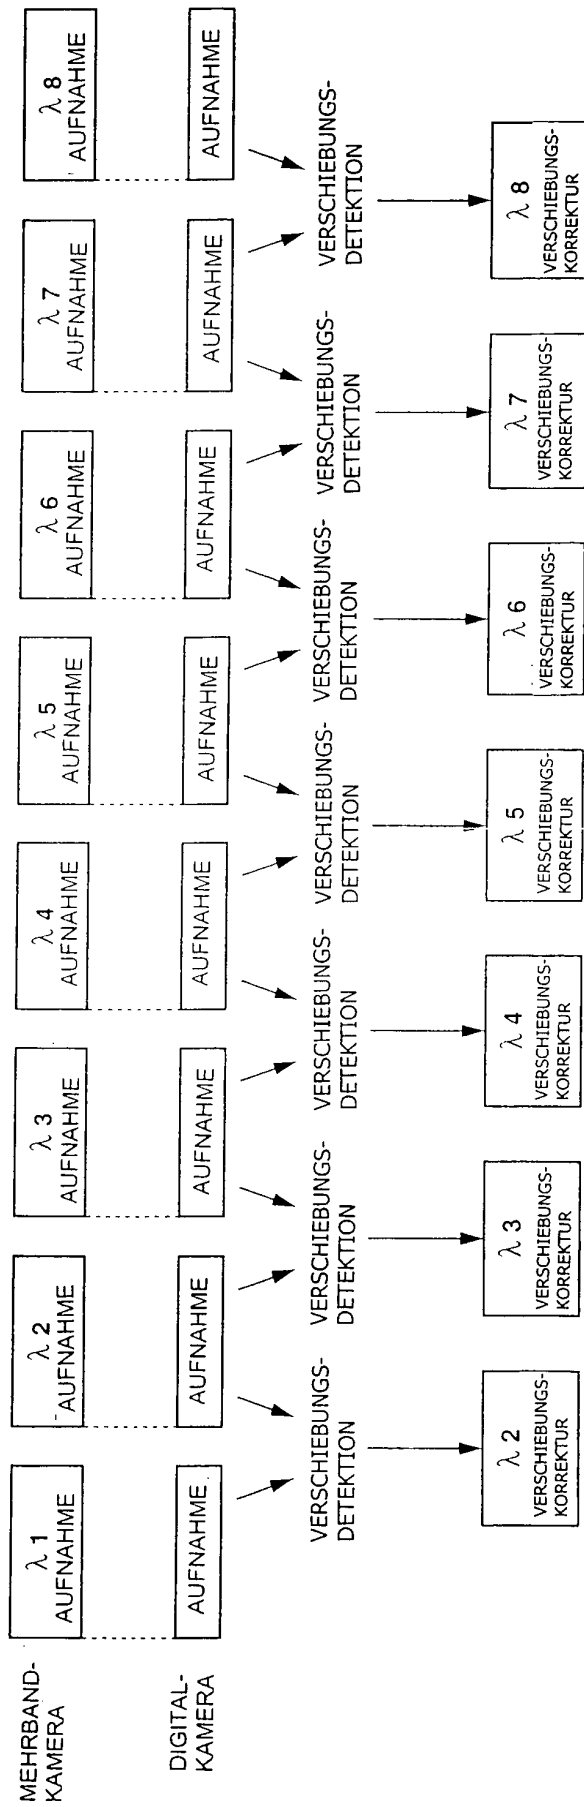 MEHRBAND-
KAMERA
λ 1
AUFNAHME
λ 2
AUFNAHME
λ 3
AUFNAHME
λ 4
AUFNAHME
λ 5
AUFNAHME
λ 6
AUFNAHME
λ 7
AUFNAHME
λ 8
AUFNAHME
DIGITAL-
KAMERA
AUFNAHME
AUFNAHME
AUFNAHME
AUFNAHME
AUFNAHME
AUFNAHME
AUFNAHME
AUFNAHME
VERSCHIEBUNGS-
DETEKTION
VERSCHIEBUNGS-
DETEKTION
VERSCHIEBUNGS-
DETEKTION
VERSCHIEBUNGS-
DETEKTION
VERSCHIEBUNGS-
DETEKTION
VERSCHIEBUNGS-
DETEKTION
VERSCHIEBUNGS-
DETEKTION
λ 2
VERSCHIEBUNGS-
KORREKTUR
λ 3
VERSCHIEBUNGS-
KORREKTUR
λ 4
VERSCHIEBUNGS-
KORREKTUR
λ 5
VERSCHIEBUNGS-
KORREKTUR
λ 6
VERSCHIEBUNGS-
KORREKTUR
λ 7
VERSCHIEBUNGS-
KORREKTUR
λ 8
VERSCHIEBUNGS-
KORREKTUR